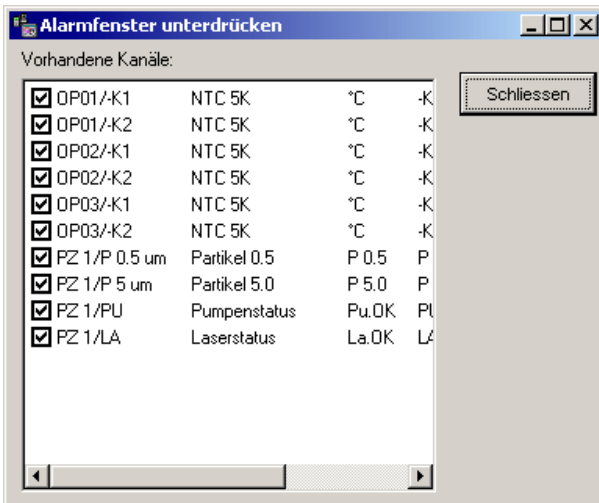 Alarmfenster unterdrücken
Vorhandene Kanäle:
Schliessen
OP01/-K1 NTC 5K °C -K
OP01/-K2 NTC 5K °C -K
OP02/-K1 NTC 5K °C -K
OP02/-K2 NTC 5K °C -K
OP03/-K1 NTC 5K °C -K
OP03/-K2 NTC 5K °C -K
PZ 1/P 0.5 um Partikel 0.5 P 0.5 P
PZ 1/P 5 um Partikel 5.0 P 5.0 P
PZ 1/PU Pumpenstatus Pu.OK PU
PZ 1/LA Laserstatus La.OK LA